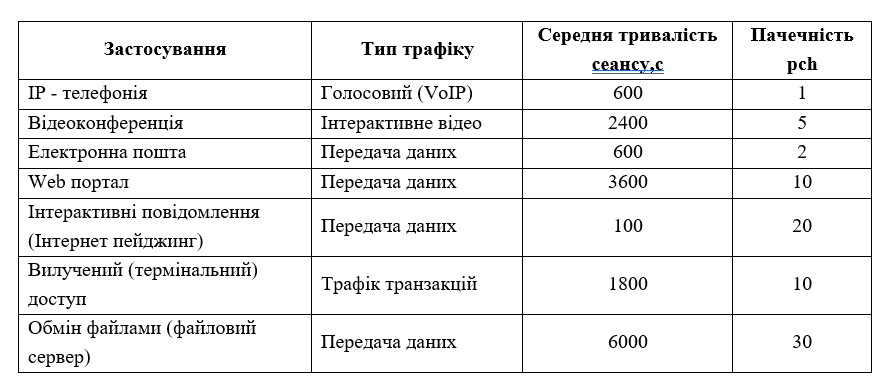 Застосування
Тип трафіку
Середня тривалість
сеансу,с
Пачечність
pch
IP - телефонія
Голосовий (VoIP)
600
1
Відеоконференція
Інтерактивне відео
2400
5
Електронна пошта
Передача даних
600
2
Web портал
Передача даних
3600
10
Інтерактивні повідомлення
(Інтернет пейджинг)
Передача даних
100
20
Вилучений (термінальний)
доступ
Трафік транзакцій
1800
10
Обмін файлами (файловий
сервер)
Передача даних
6000
30